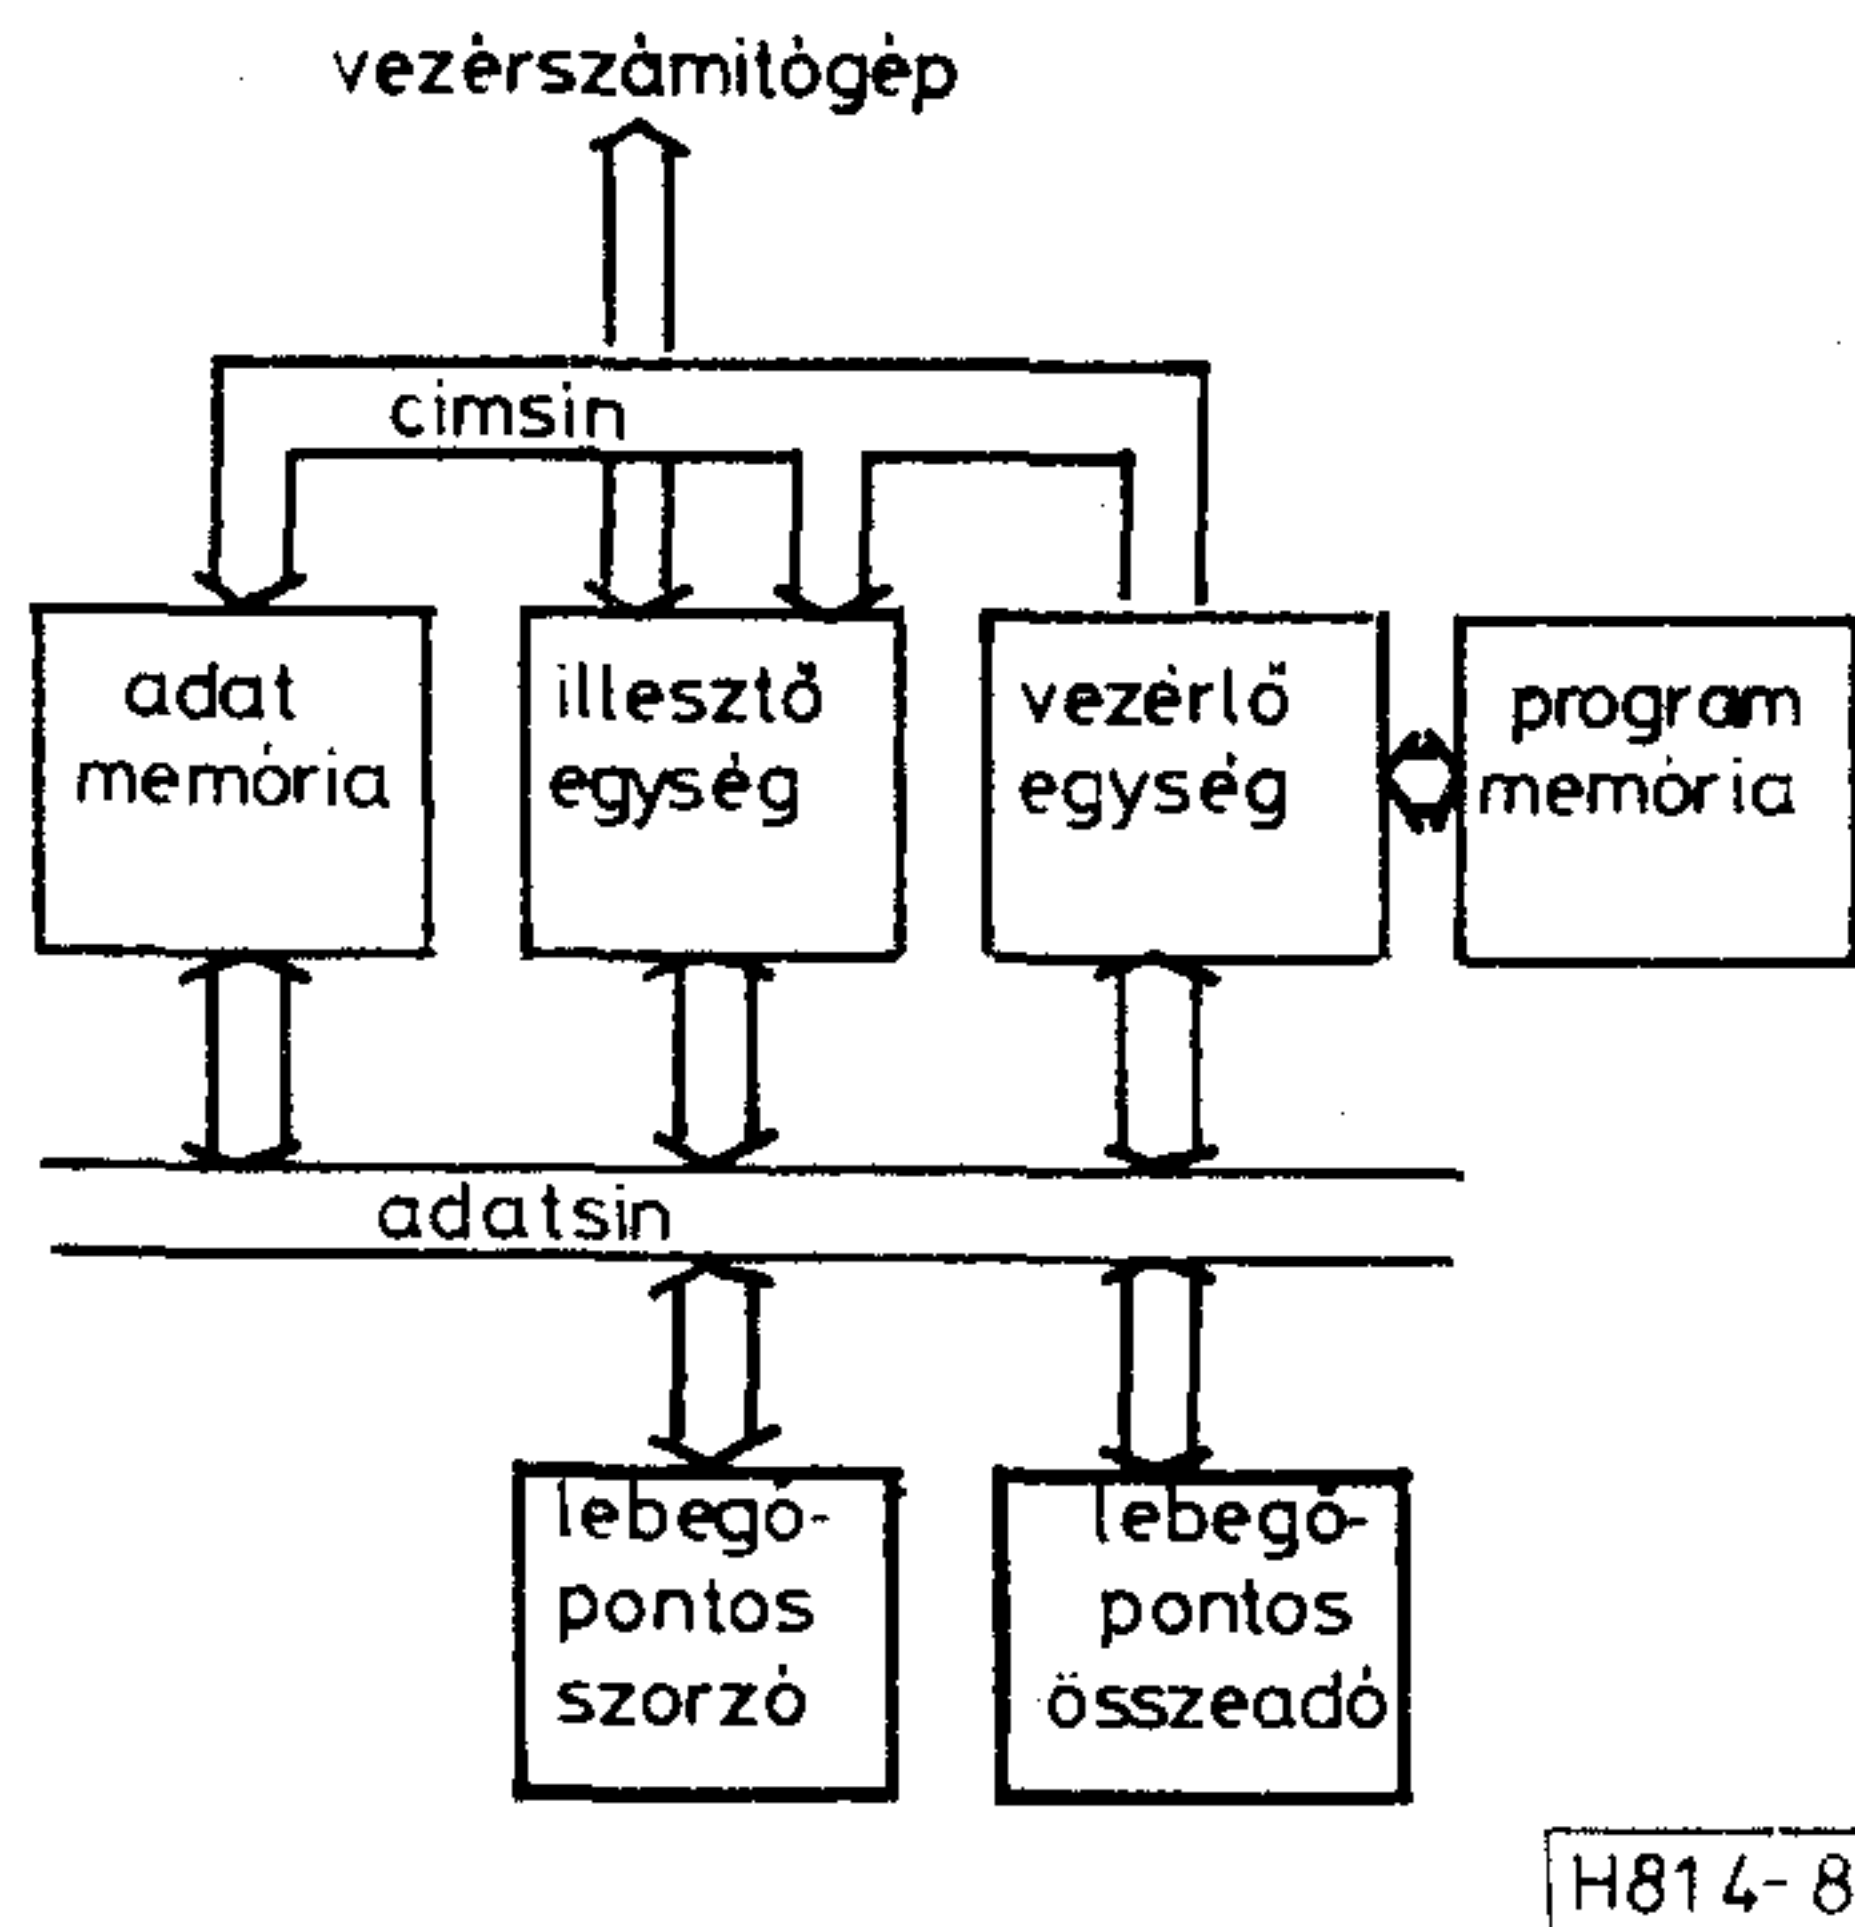 vezérszámitógép
cimsin
adat
memória
illesztő
egység
vezérlő
egység
program
memória
adatsin
lebegő-
pontos
szorzó
lebegő-
pontos
összeadó
H814-8